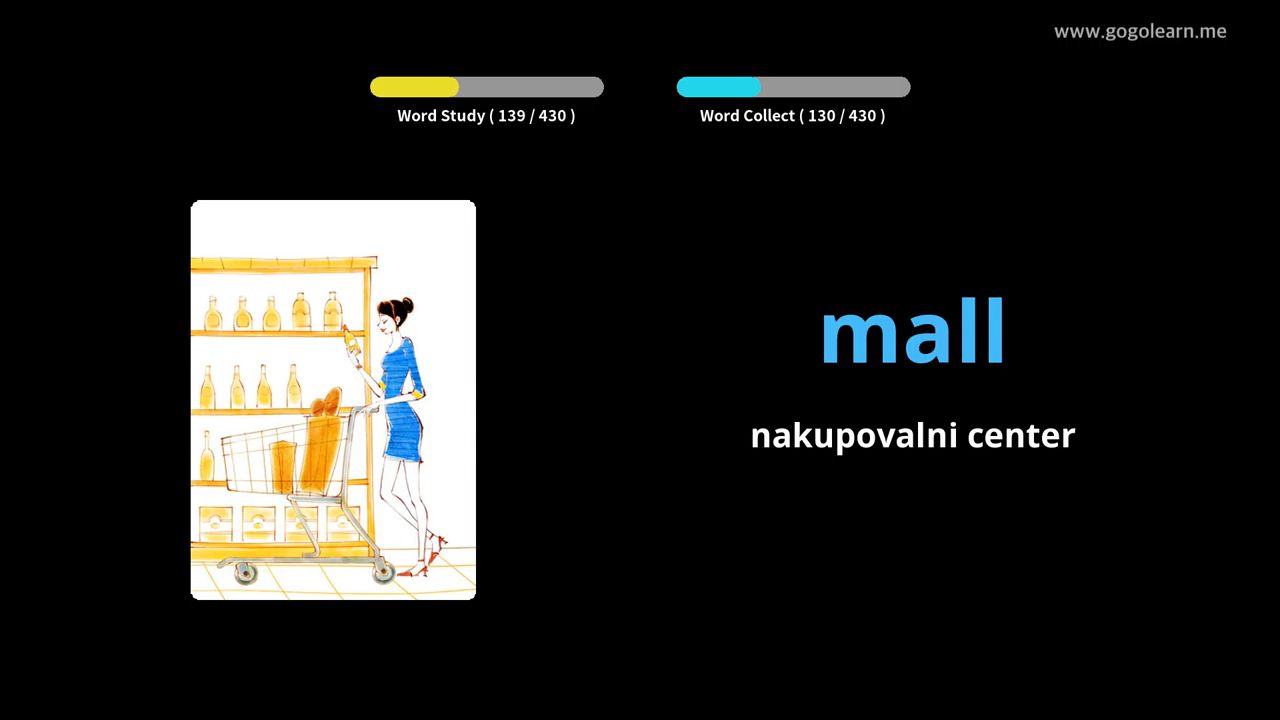 www.gogolearn.me
Word Study ( 139 / 430 )
Word Collect ( 130 / 430 )
mall
nakupovalni center